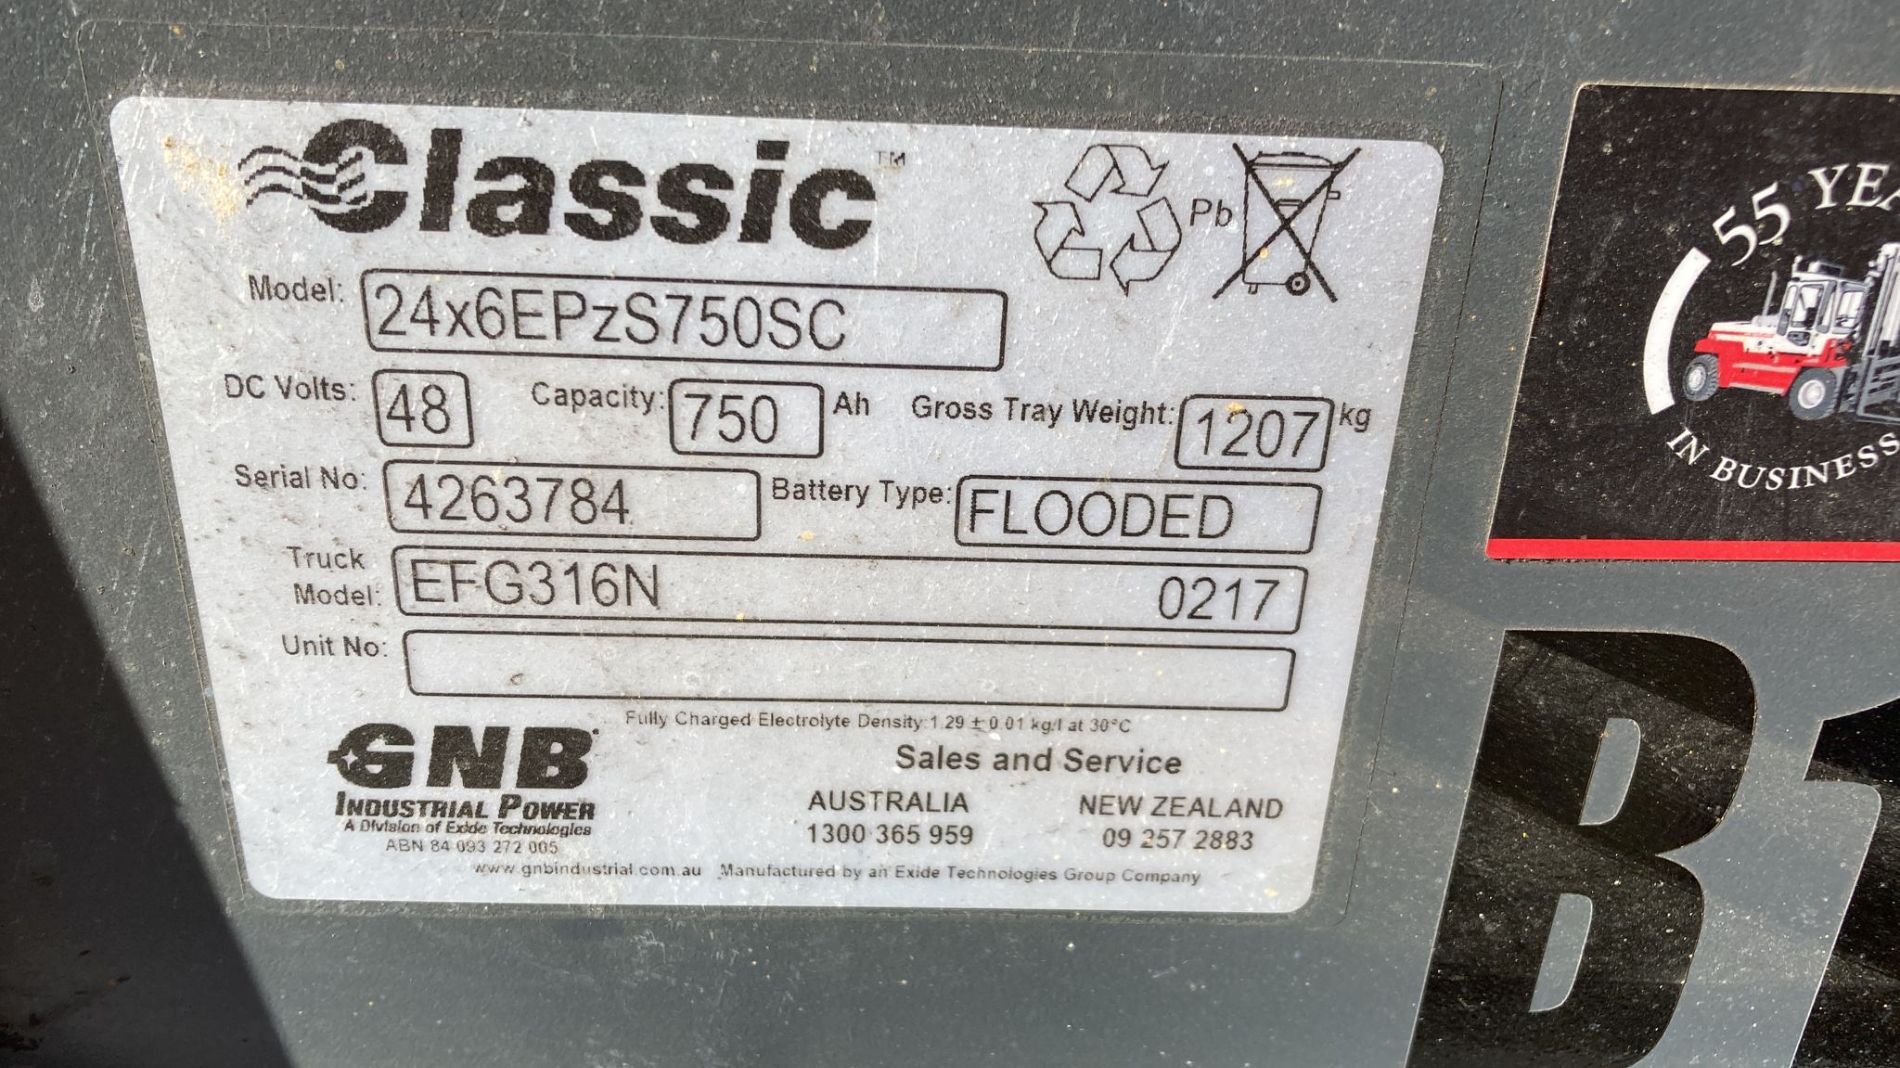 Classic™
Pb
Model: 24x6EPzS750SC
DC Volts: 48 Capacity: 750 Ah Gross Tray Weight: 1207 kg
Serial No: 4263784 Battery Type: FLOODED
Truck
Model: EFG316N 0217
Unit No:
Fully Charged Electrolyte Density:1.29 ± 0.01 kg/l at 30°C
GNB
INDUSTRIAL POWER
A Division of Exide Technologies
ABN 84 093 272 005
Sales and Service
AUSTRALIA NEW ZEALAND
1300 365 959 09 257 2883
www.gnbindustrial.com.au Manufactured by an Exide Technologies Group Company
55
IN BUSINESS
B